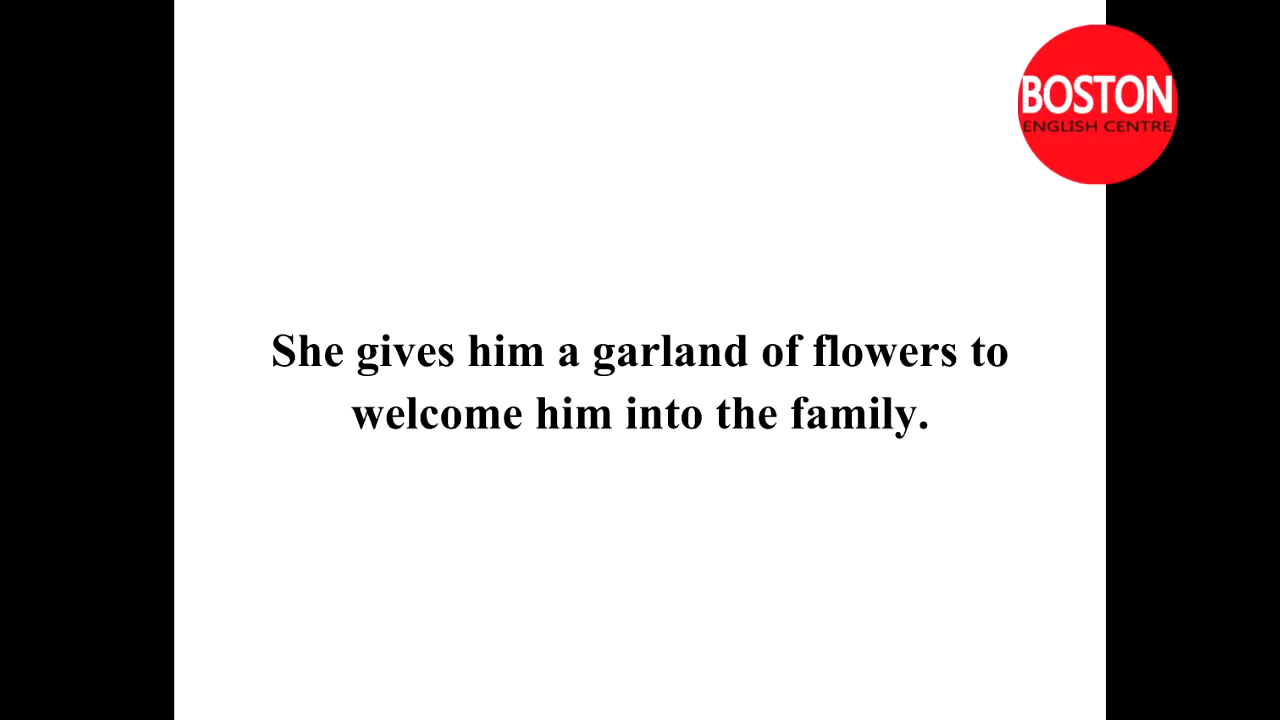 BOSTON
ENGLISH CENTRE
She gives him a garland of flowers to
welcome him into the family.